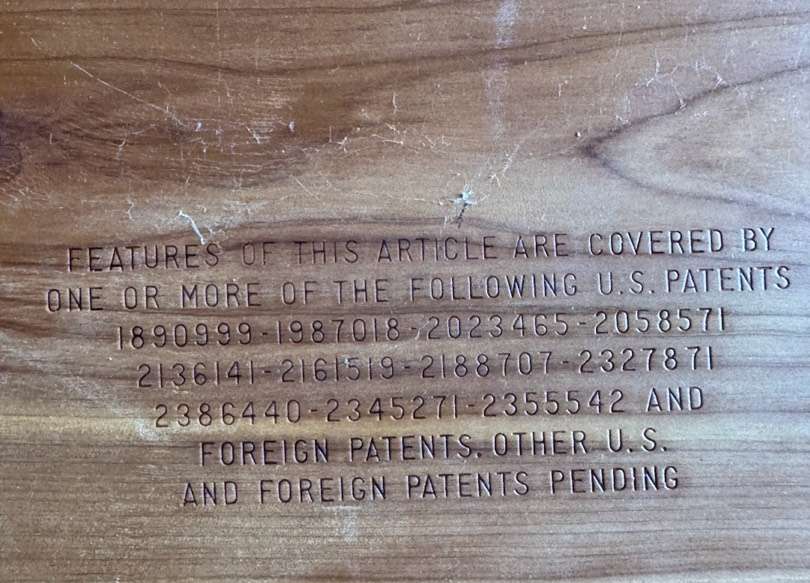 FEATURES OF THIS ARTICLE ARE COVERED BY
ONE OR MORE OF THE FOLLOWING U.S. PATENTS
1890999-1987018-2023465-2058571
2136141-2161519-2188707-2327871
2386440-2345271-2355542 AND
FOREIGN PATENTS. OTHER U.S.
AND FOREIGN PATENTS PENDING